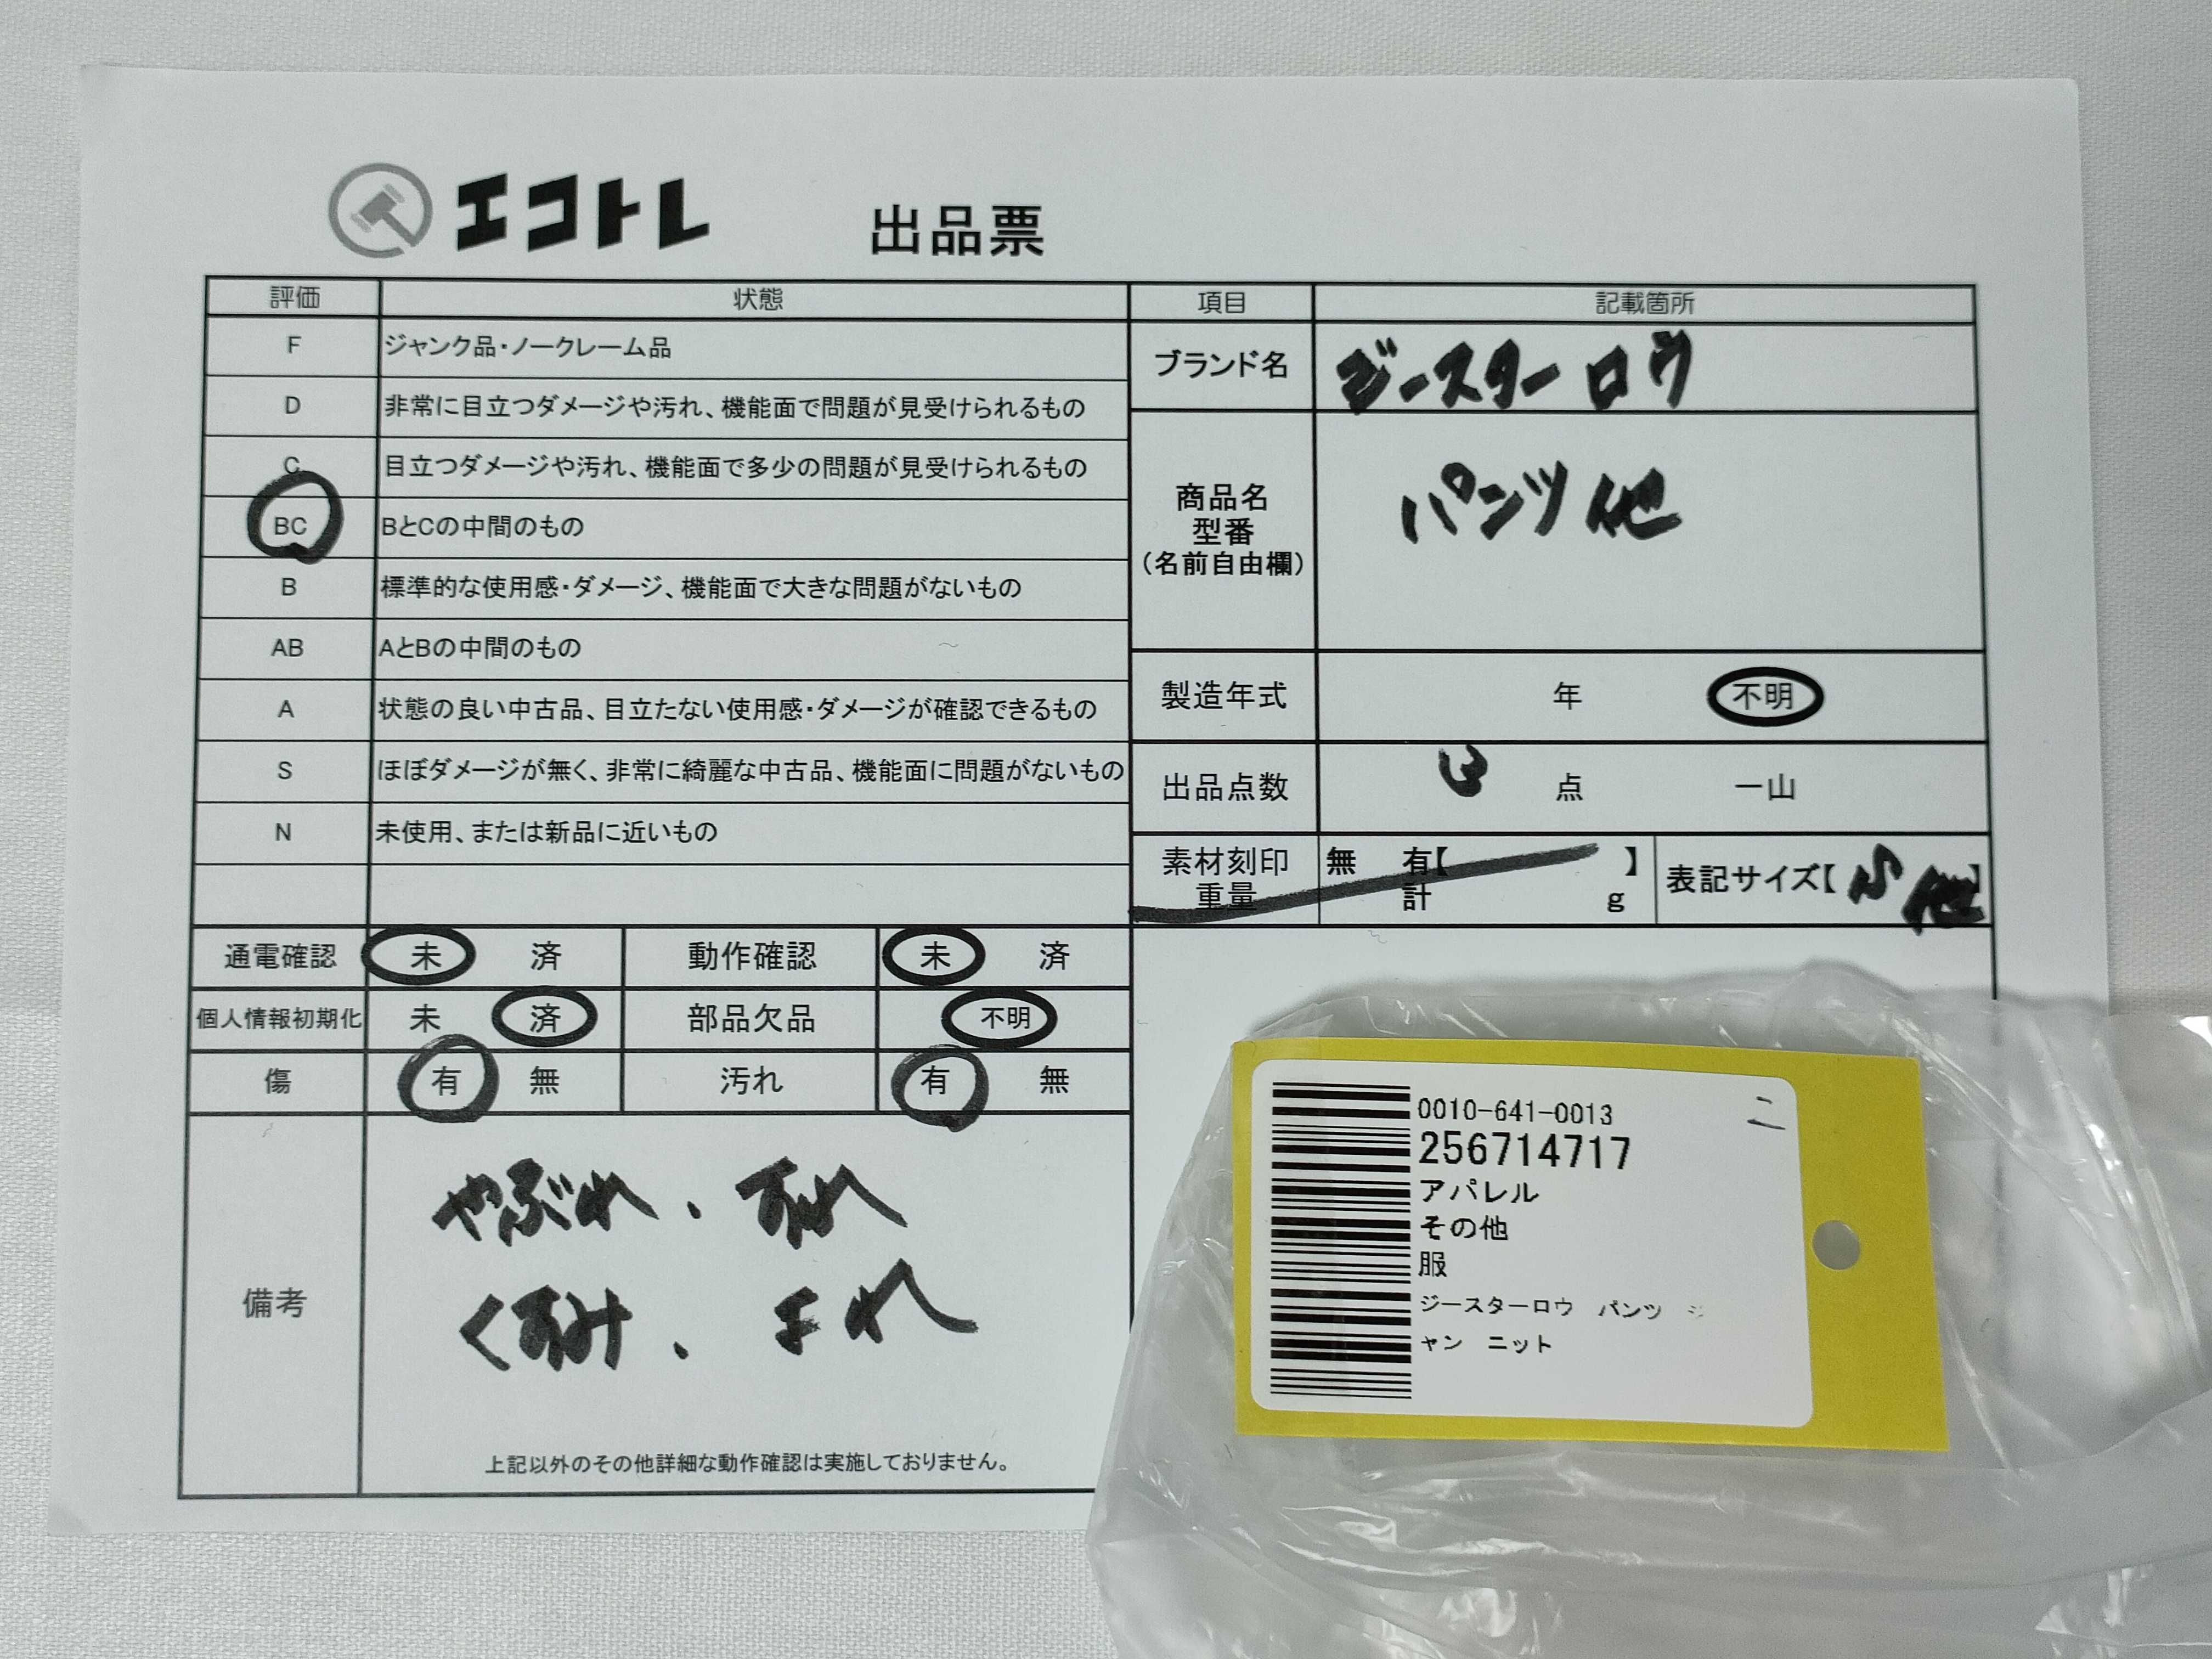 エコトレ 出品票
評価 状態 項目 記載箇所
F ジャンク品・ノークレーム品
D 非常に目立つダメージや汚れ、機能面で問題が見受けられるもの
C 目立つダメージや汚れ、機能面で多少の問題が見受けられるもの
BC BとCの中間のもの
B 標準的な使用感・ダメージ、機能面で大きな問題がないもの
AB AとBの中間のもの
A 状態の良い中古品、目立たない使用感・ダメージが確認できるもの
S ほぼダメージが無く、非常に綺麗な中古品、機能面に問題がないもの
N 未使用、または新品に近いもの
ブランド名 ジースターロウ
商品名
型番
(名前自由欄)
パンツ他
製造年式 年 不明
出品点数 点 一山
素材刻印 無 有【 】
重量 計 g
表記サイズ【S 他】
通電確認 未 済 動作確認 未 済
個人情報初期化 未 済 部品欠品 不明
傷 有 無 汚れ 有 無
備考
やぶれ、すれ
くすみ、よれ
上記以外のその他詳細な動作確認は実施しておりません。
0010-641-0013
256714717
アパレル
その他
服
ジースターロウ パンツ
ャン ニット